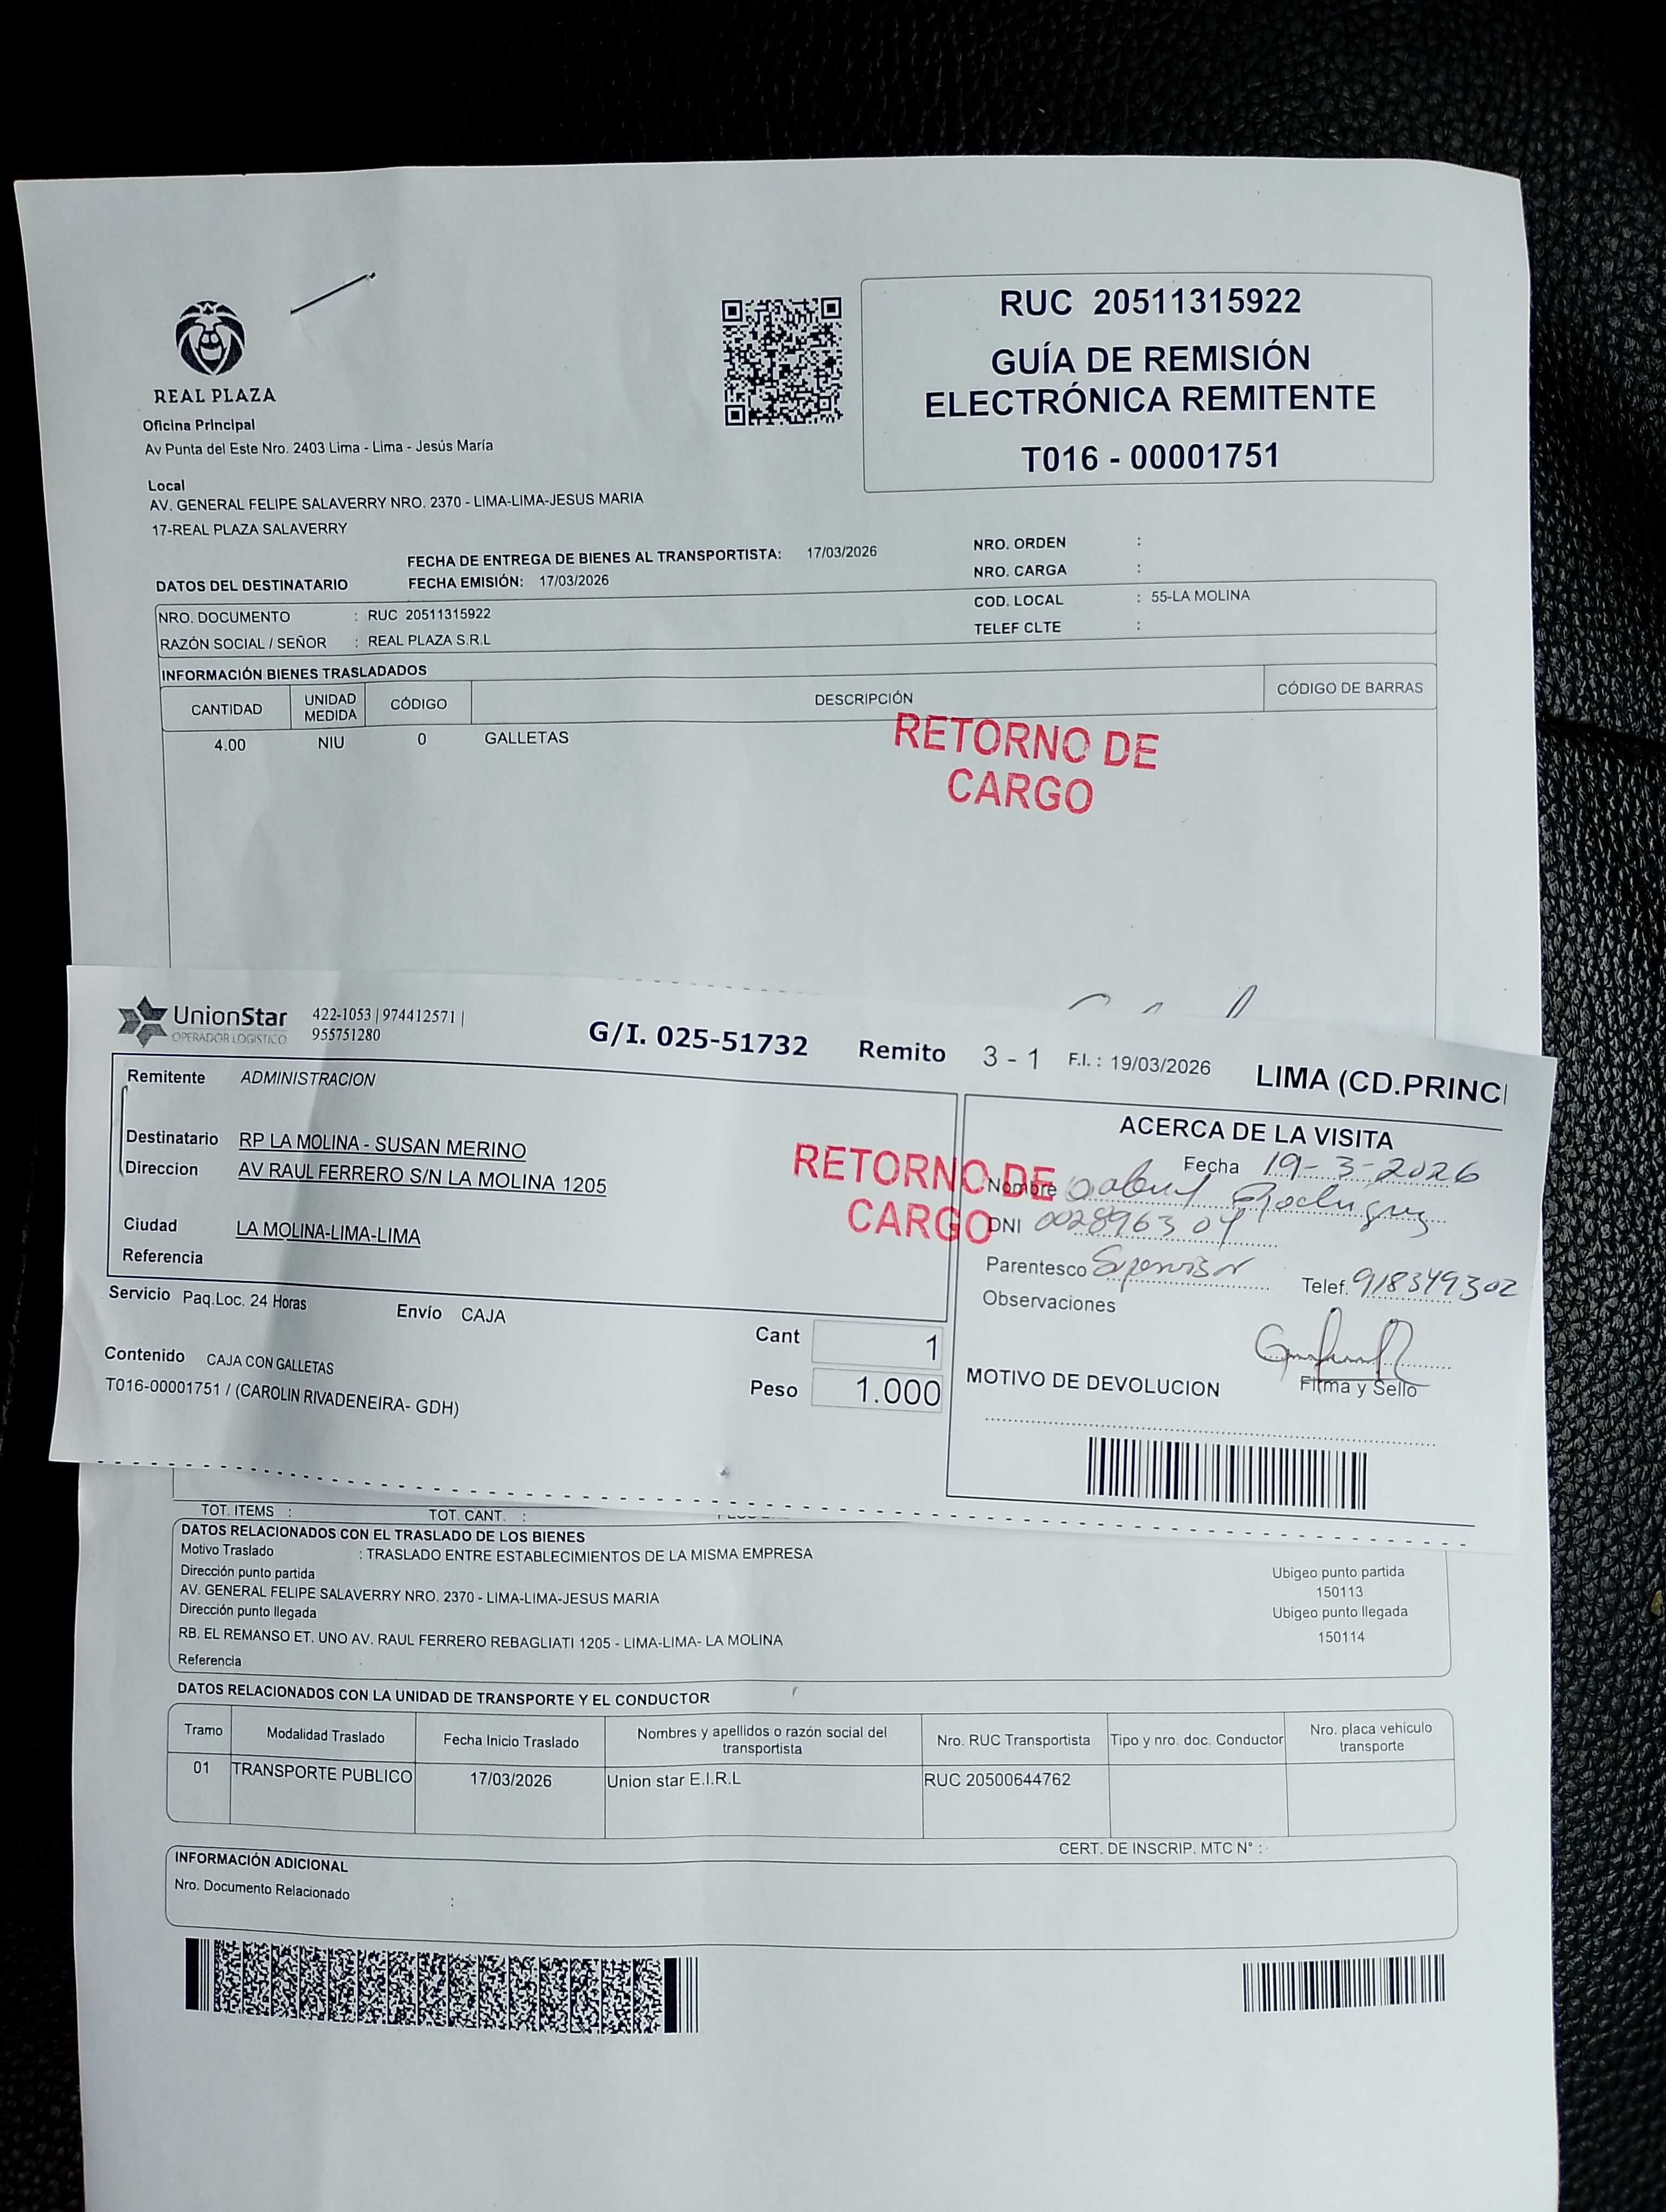 REAL PLAZA
Oficina Principal
Av Punta del Este Nro. 2403 Lima - Lima - Jesús María
Local
AV. GENERAL FELIPE SALAVERRY NRO. 2370 - LIMA-LIMA-JESUS MARIA
17-REAL PLAZA SALAVERRY
RUC 20511315922
GUÍA DE REMISIÓN
ELECTRÓNICA REMITENTE
T016 - 00001751
FECHA DE ENTREGA DE BIENES AL TRANSPORTISTA: 17/03/2026
NRO. ORDEN :
DATOS DEL DESTINATARIO FECHA EMISIÓN: 17/03/2026
NRO. CARGA :
NRO. DOCUMENTO : RUC 20511315922
COD. LOCAL : 55-LA MOLINA
RAZÓN SOCIAL / SEÑOR : REAL PLAZA S.R.L
TELEF CLTE :
INFORMACIÓN BIENES TRASLADADOS
CANTIDAD UNIDAD MEDIDA CÓDIGO DESCRIPCIÓN CÓDIGO DE BARRAS
4.00 NIU 0 GALLETAS
RETORNO DE
CARGO
UnionStar
OPERADOR LOGISTICO
422-1053 | 974412571 |
955751280
G/I. 025-51732 Remito 3 - 1 F.I. : 19/03/2026 LIMA (CD.PRINCI
Remitente ADMINISTRACION
Destinatario RP LA MOLINA - SUSAN MERINO
Direccion AV RAUL FERRERO S/N LA MOLINA 1205
Ciudad LA MOLINA-LIMA-LIMA
Referencia
RETORNO DE
CARGO
Servicio Paq.Loc. 24 Horas Envío CAJA
Cant 1
Contenido CAJA CON GALLETAS
Peso 1.000
T016-00001751 / (CAROLIN RIVADENEIRA- GDH)
ACERCA DE LA VISITA
Fecha 19-3-2026
Nombre Gabriel Rodriguez
DNI 002896304
Parentesco Supervisor Telef. 918349302
Observaciones
Firma y Sello
MOTIVO DE DEVOLUCION
TOT. ITEMS : TOT. CANT. :
DATOS RELACIONADOS CON EL TRASLADO DE LOS BIENES
Motivo Traslado : TRASLADO ENTRE ESTABLECIMIENTOS DE LA MISMA EMPRESA
Dirección punto partida Ubigeo punto partida
AV. GENERAL FELIPE SALAVERRY NRO. 2370 - LIMA-LIMA-JESUS MARIA 150113
Dirección punto llegada Ubigeo punto llegada
RB. EL REMANSO ET. UNO AV. RAUL FERRERO REBAGLIATI 1205 - LIMA-LIMA- LA MOLINA 150114
Referencia
DATOS RELACIONADOS CON LA UNIDAD DE TRANSPORTE Y EL CONDUCTOR
Tramo Modalidad Traslado Fecha Inicio Traslado Nombres y apellidos o razón social del transportista Nro. RUC Transportista Tipo y nro. doc. Conductor Nro. placa vehiculo transporte
01 TRANSPORTE PUBLICO 17/03/2026 Union star E.I.R.L RUC 20500644762
CERT. DE INSCRIP. MTC N° :
INFORMACIÓN ADICIONAL
Nro. Documento Relacionado :